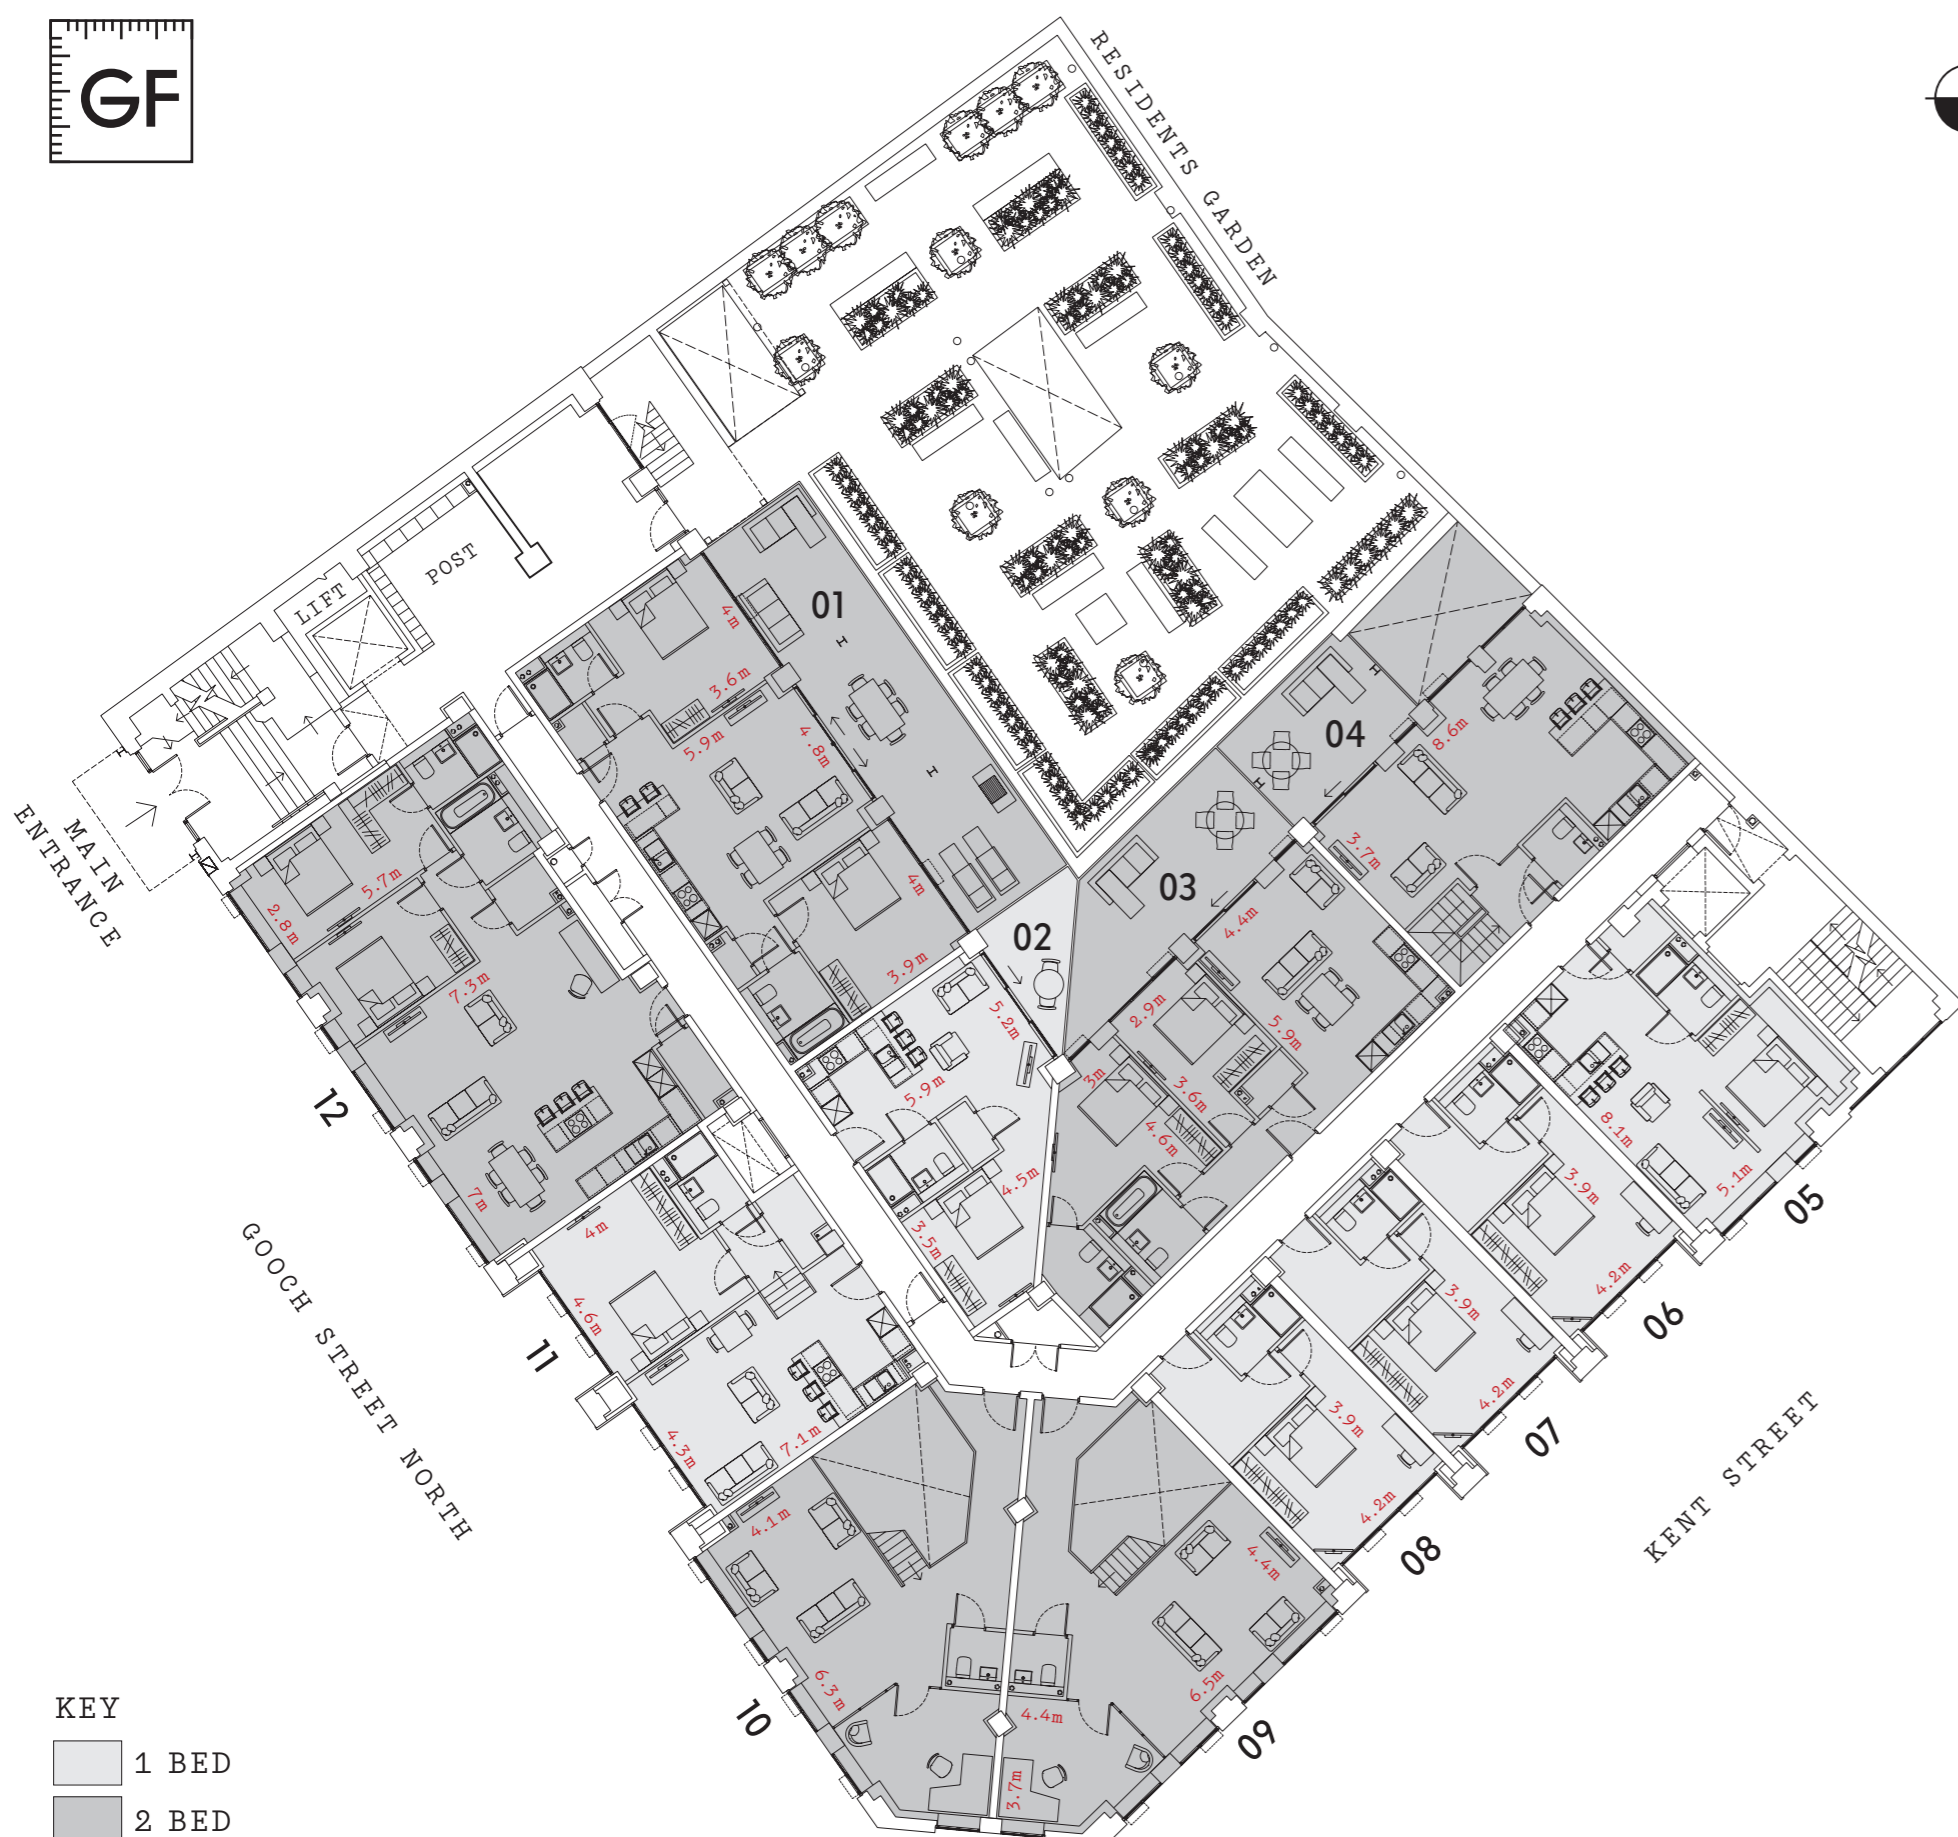 GF
RESIDENTS GARDEN
POST
LIFT
MAIN
ENTRANCE
01
4m
3.6m
5.9m
4.8m
4m
3.9m
02
5.2m
5.9m
4.5m
3.5m
03
4.4m
2.9m
5.9m
3m
3.6m
4.6m
04
8.6m
3.7m
05
8.1m
5.1m
06
3.9m
4.2m
07
3.9m
4.2m
08
3.9m
4.2m
09
4.4m
6.5m
4.4m
3.7m
10
4.1m
6.3m
11
4m
4.6m
4.3m
7.1m
12
2.8m
5.7m
7.3m
7m
GOOCH STREET NORTH
KENT STREET
KEY
1 BED
2 BED